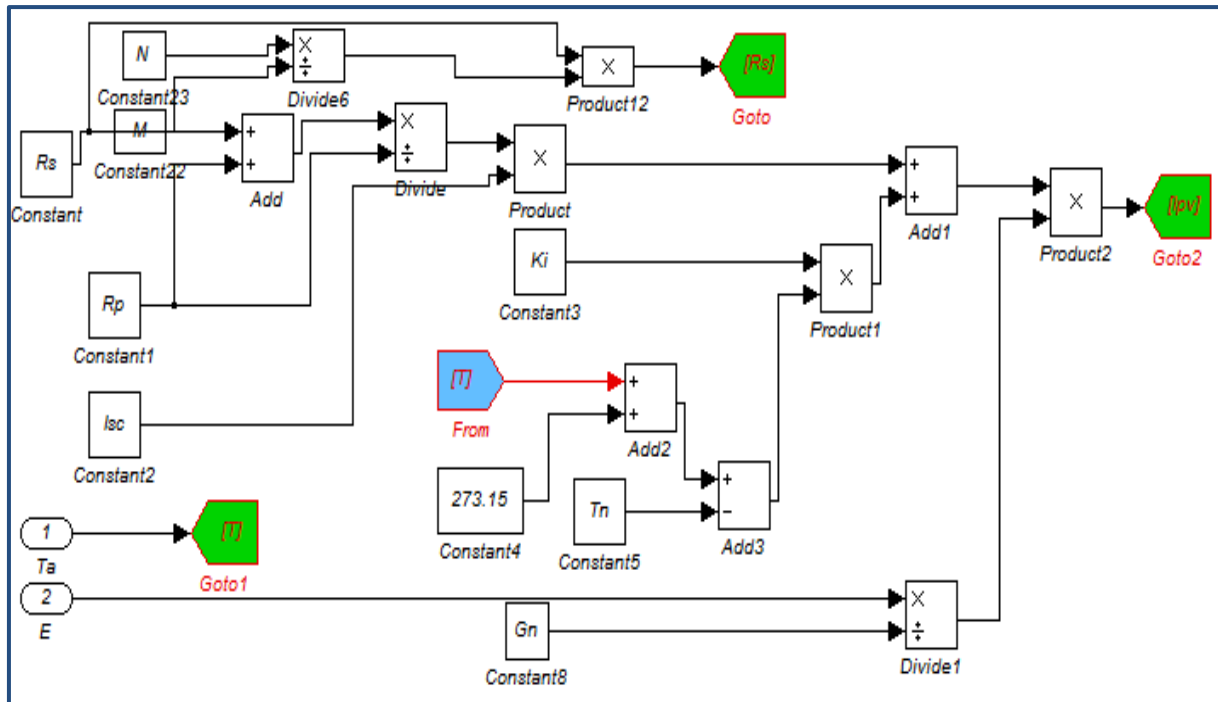 N
Constant23
×
÷
Divide6
×
Product12
[Rs]
Goto
M
Constant22
Rs
Constant
+
+
Add
×
÷
Divide
×
Product
+
+
Add1
×
Product2
[Ipv]
Goto2
Ki
Constant3
×
Product1
Rp
Constant1
[T]
From
+
+
Add2
Isc
Constant2
273.15
Constant4
Tn
Constant5
+
−
Add3
1
Ta
[T]
Goto1
2
E
Gn
Constant8
×
÷
Divide1